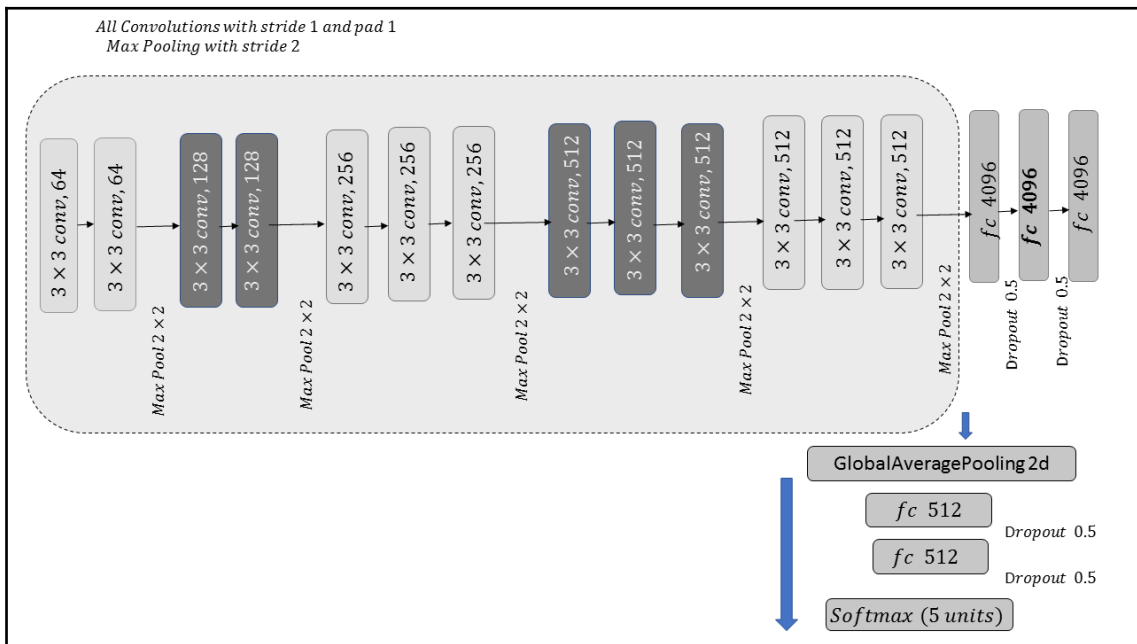 All Convolutions with stride 1 and pad 1
Max Pooling with stride 2
3 × 3 conv, 64
3 × 3 conv, 64
Max Pool 2 × 2
3 × 3 conv, 128
3 × 3 conv, 128
Max Pool 2 × 2
3 × 3 conv, 256
3 × 3 conv, 256
3 × 3 conv, 256
Max Pool 2 × 2
3 × 3 conv, 512
3 × 3 conv, 512
3 × 3 conv, 512
Max Pool 2 × 2
3 × 3 conv, 512
3 × 3 conv, 512
3 × 3 conv, 512
Max Pool 2 × 2
fc 4096
Dropout 0.5
fc 4096
Dropout 0.5
fc 4096
GlobalAveragePooling 2d
fc 512
Dropout 0.5
fc 512
Dropout 0.5
Softmax (5 units)